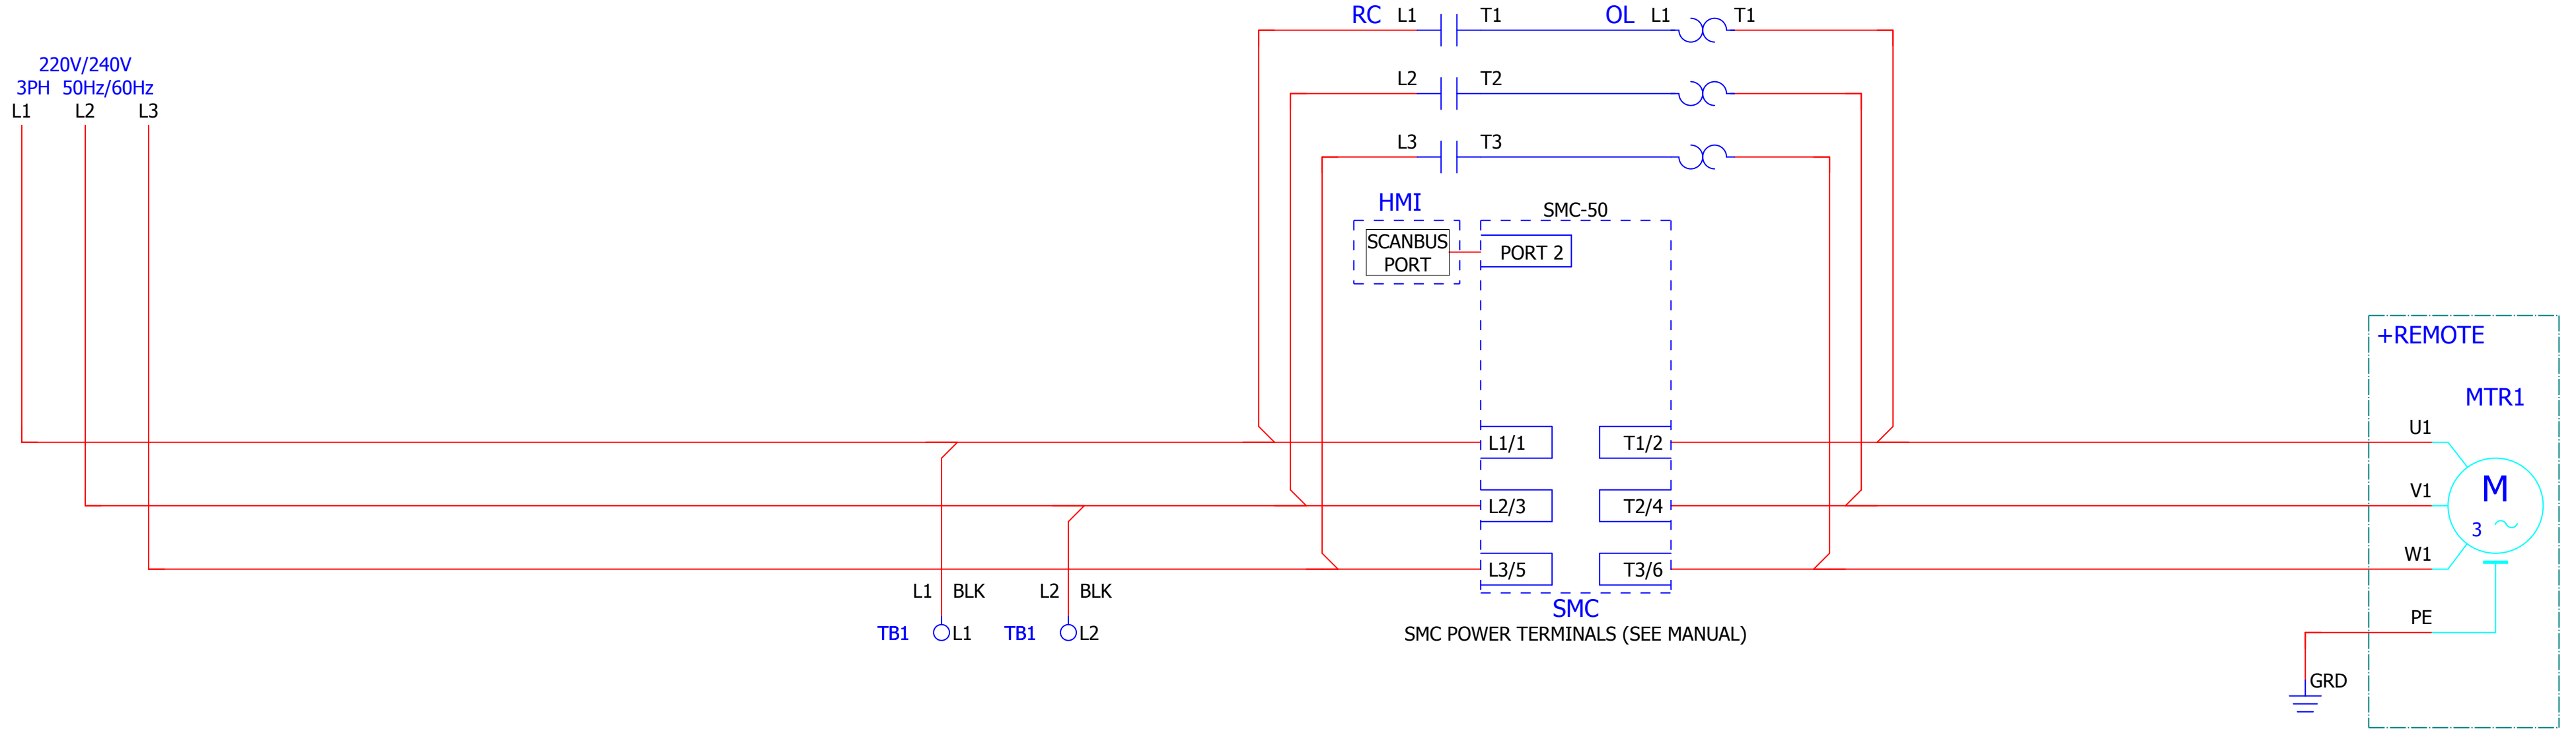 RC L1 T1 OL L1 T1
220V/240V
3PH 50Hz/60Hz
L1 L2 L3
L2 T2
L3 T3
HMI
SCANBUS
PORT
SMC-50
PORT 2
+REMOTE
MTR1
L1/1 T1/2 U1
L2/3 T2/4 V1
L3/5 T3/6 W1
M
3
L1 BLK L2 BLK
TB1 L1 TB1 L2
SMC
SMC POWER TERMINALS (SEE MANUAL)
PE
GRD